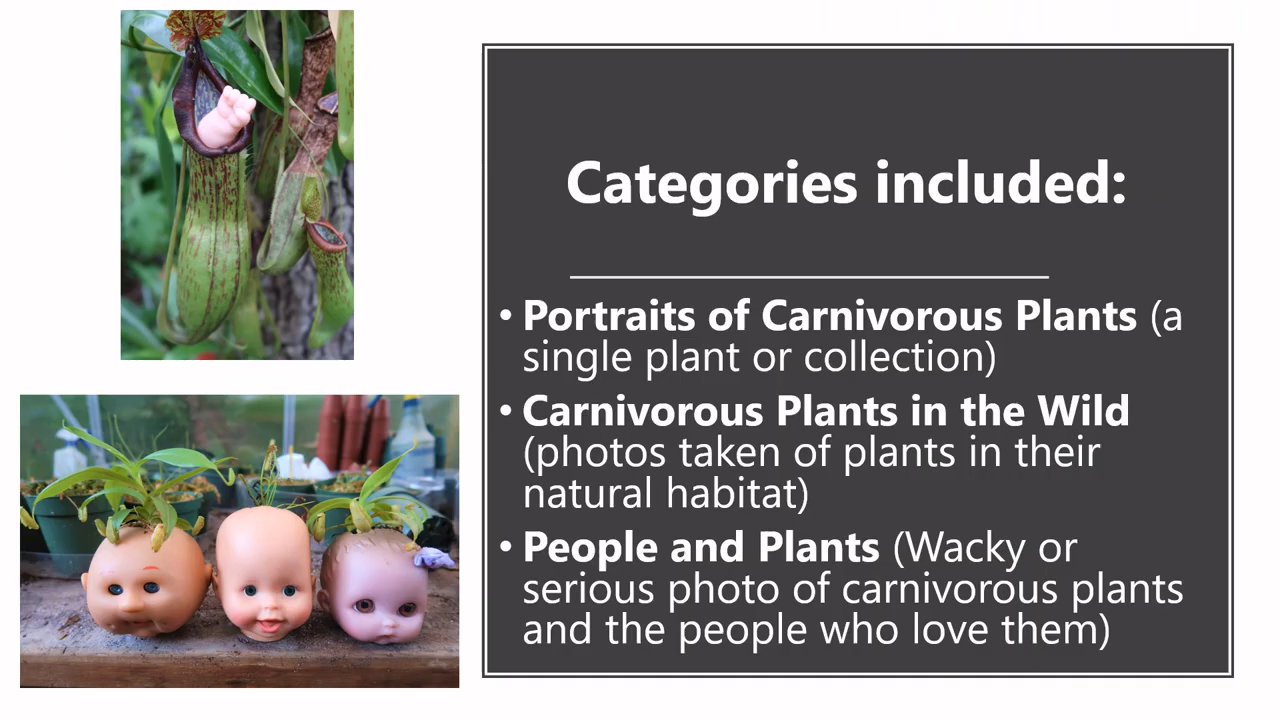 Categories included:
• Portraits of Carnivorous Plants (a
single plant or collection)
• Carnivorous Plants in the Wild
(photos taken of plants in their
natural habitat)
• People and Plants (Wacky or
serious photo of carnivorous plants
and the people who love them)